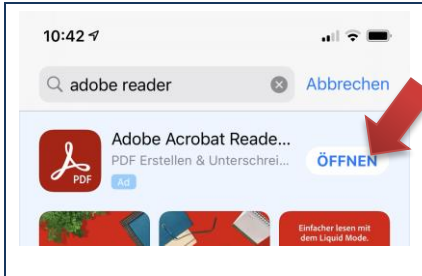 10:42
adobe reader
Abbrechen
Adobe Acrobat Reade...
PDF Erstellen & Unterschrei...
Ad
ÖFFNEN
PDF
Einfacher lesen mit
dem Liquid Mode.